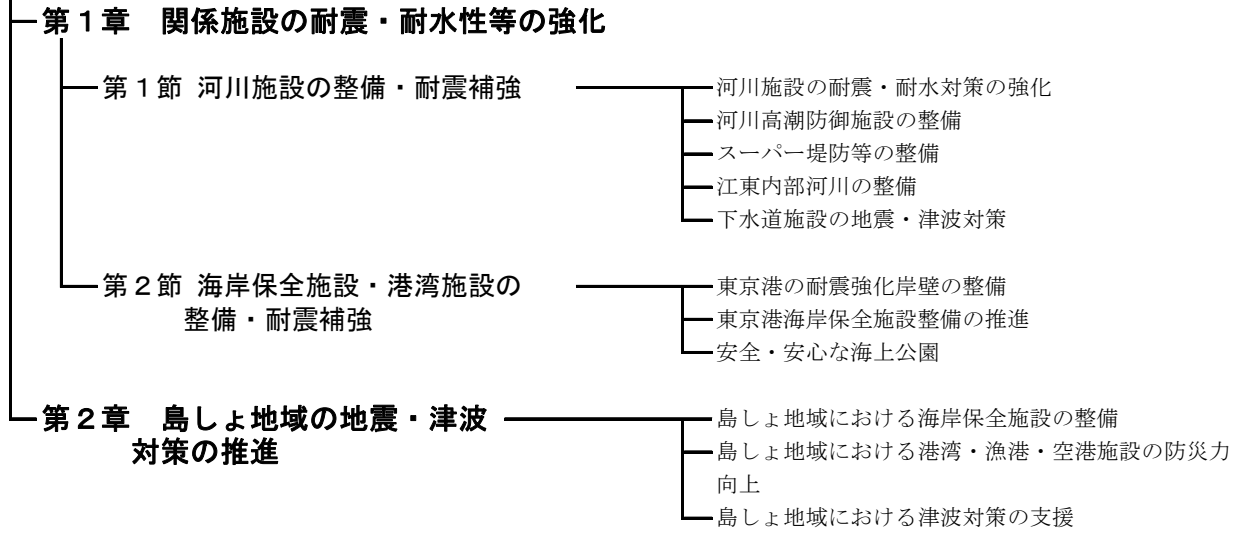 第1章　関係施設の耐震・耐水性等の強化
第1節 河川施設の整備・耐震補強
河川施設の耐震・耐水対策の強化
河川高潮防御施設の整備
スーパー堤防等の整備
江東内部河川の整備
下水道施設の地震・津波対策
第2節 海岸保全施設・港湾施設の
整備・耐震補強
東京港の耐震強化岸壁の整備
東京港海岸保全施設整備の推進
安全・安心な海上公園
第2章　島しょ地域の地震・津波
対策の推進
島しょ地域における海岸保全施設の整備
島しょ地域における港湾・漁港・空港施設の防災力
向上
島しょ地域における津波対策の支援